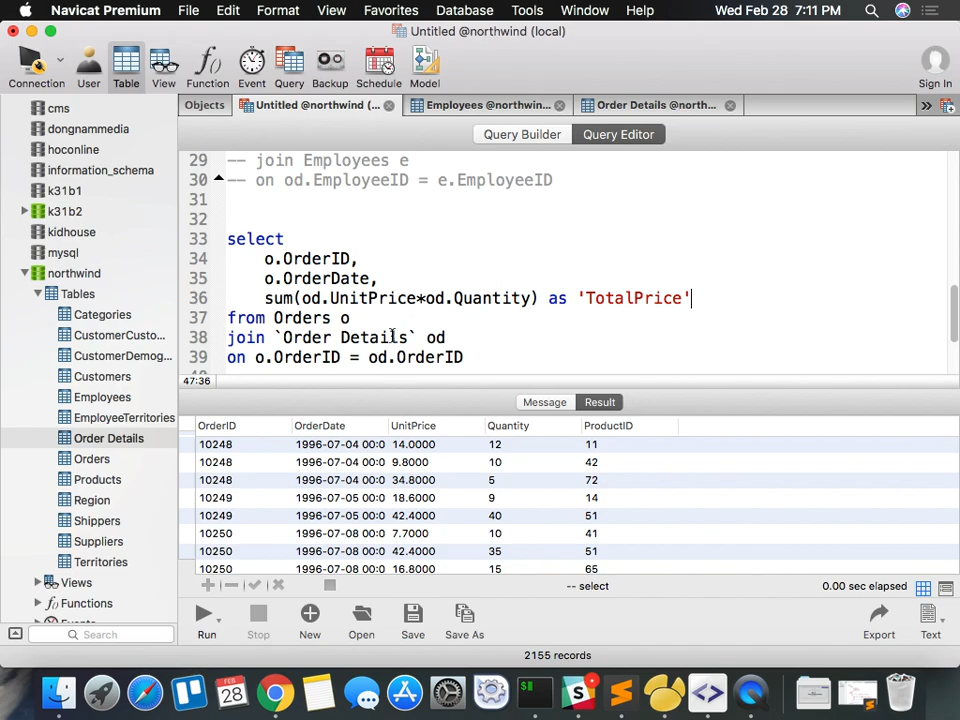 Navicat Premium File Edit Format View Favorites Database Tools Window Help Wed Feb 28 7:11 PM
Untitled @northwind (local)
Connection User Table View Function Event Query Backup Schedule Model Sign In
Objects Untitled @northwind (... Employees @northwin... Order Details @north... »
Query Builder Query Editor
cms
dongnammedia
hoconline
information_schema
k31b1
k31b2
kidhouse
mysql
northwind
Tables
Categories
CustomerCusto...
CustomerDemog...
Customers
Employees
EmployeeTerritories
Order Details
Orders
Products
Region
Shippers
Suppliers
Territories
Views
Functions
Search
29 -- join Employees e
30 -- on od.EmployeeID = e.EmployeeID
31
32
33 select
34 o.OrderID,
35 o.OrderDate,
36 sum(od.UnitPrice*od.Quantity) as 'TotalPrice'
37 from Orders o
38 join `Order Details` od
39 on o.OrderID = od.OrderID
47:36
Message Result
OrderID OrderDate UnitPrice Quantity ProductID
10248 1996-07-04 00:0 14.0000 12 11
10248 1996-07-04 00:0 9.8000 10 42
10248 1996-07-04 00:0 34.8000 5 72
10249 1996-07-05 00:0 18.6000 9 14
10249 1996-07-05 00:0 42.4000 40 51
10250 1996-07-08 00:0 7.7000 10 41
10250 1996-07-08 00:0 42.4000 35 51
10250 1996-07-08 00:0 16.8000 15 65
-- select 0.00 sec elapsed
Run Stop New Open Save Save As Export Text
2155 records
FEB
28